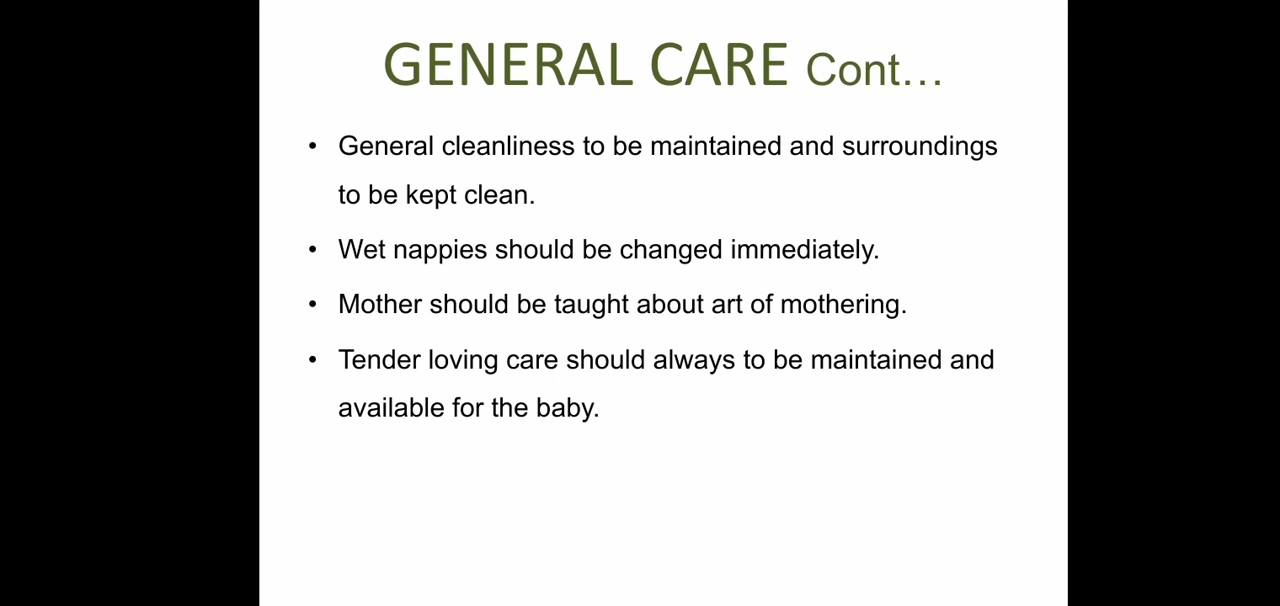 GENERAL CARE Cont…
• General cleanliness to be maintained and surroundings
to be kept clean.
• Wet nappies should be changed immediately.
• Mother should be taught about art of mothering.
• Tender loving care should always to be maintained and
available for the baby.